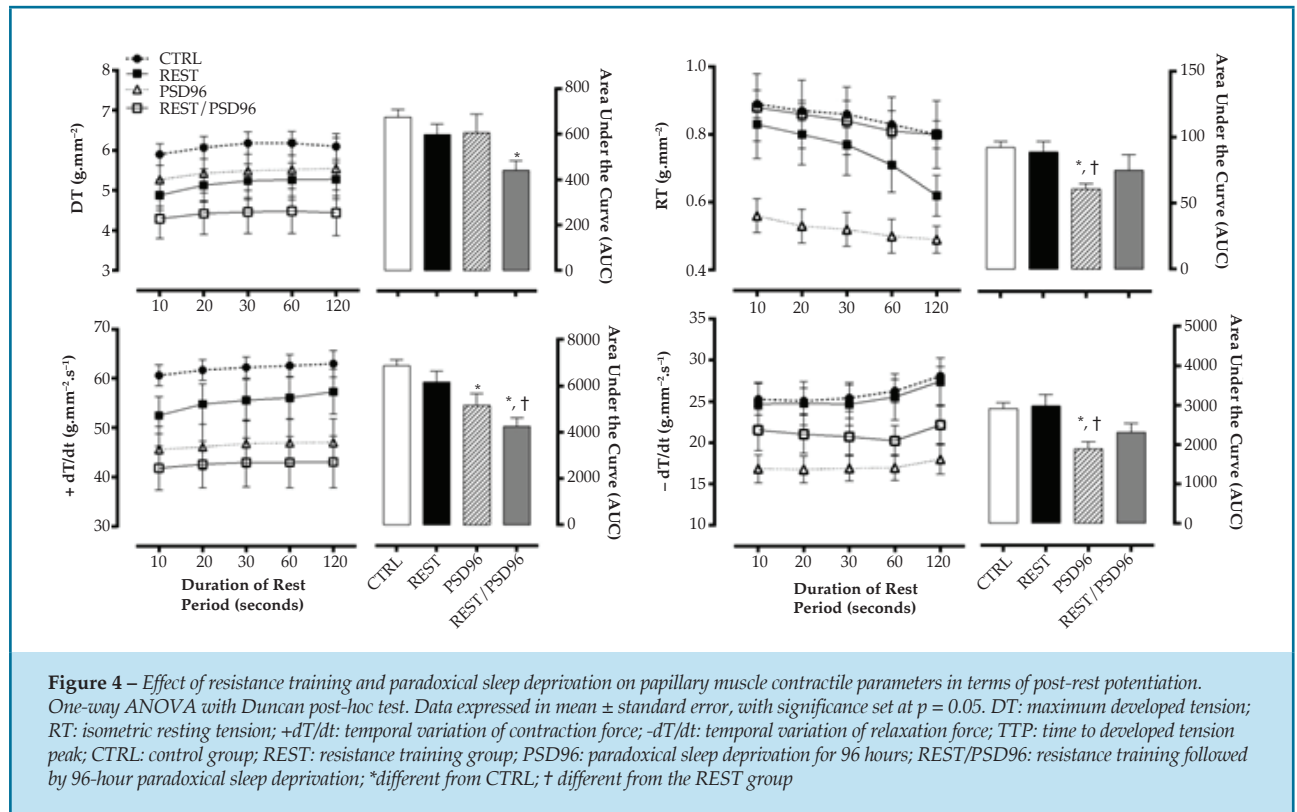 CTRL
REST
PSD96
REST/PSD96
8
7
6
5
4
3
DT (g.mm⁻²)
10 20 30 60 120
800
600
400
200
0
Area Under the Curve (AUC)
*
1.0
0.8
0.6
0.4
RT (g.mm⁻²)
10 20 30 60 120
150
100
50
0
Area Under the Curve (AUC)
*, †
70
60
50
40
30
+ dT/dt (g.mm⁻².s⁻¹)
10 20 30 60 120
Duration of Rest
Period (seconds)
8000
6000
4000
2000
0
Area Under the Curve (AUC)
*
*, †
CTRL
REST
PSD96
REST/PSD96
35
30
25
20
15
10
– dT/dt (g.mm⁻².s⁻¹)
10 20 30 60 120
Duration of Rest
Period (seconds)
5000
4000
3000
2000
1000
0
Area Under the Curve (AUC)
*, †
CTRL
REST
PSD96
REST/PSD96
Figure 4 – Effect of resistance training and paradoxical sleep deprivation on papillary muscle contractile parameters in terms of post-rest potentiation.
One-way ANOVA with Duncan post-hoc test. Data expressed in mean ± standard error, with significance set at p = 0.05. DT: maximum developed tension;
RT: isometric resting tension; +dT/dt: temporal variation of contraction force; -dT/dt: temporal variation of relaxation force; TTP: time to developed tension
peak; CTRL: control group; REST: resistance training group; PSD96: paradoxical sleep deprivation for 96 hours; REST/PSD96: resistance training followed
by 96-hour paradoxical sleep deprivation; *different from CTRL; † different from the REST group